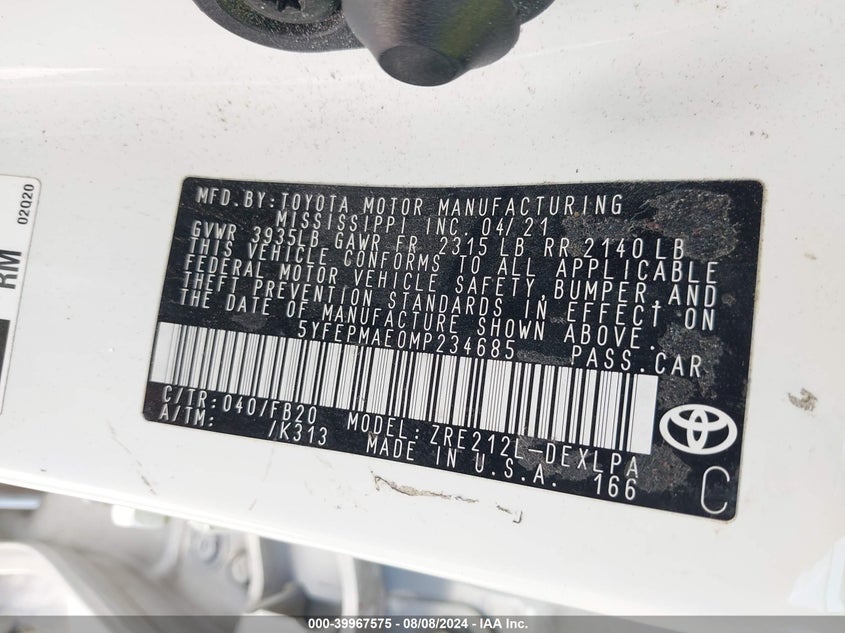 02020
RM
MFD.BY:TOYOTA MOTOR MANUFACTURING
MISSISSIPPI INC. 04/21
GVWR 3935LB GAWR FR 2315 LB RR 2140 LB
THIS VEHICLE CONFORMS TO ALL APPLICABLE
FEDERAL MOTOR VEHICLE SAFETY,BUMPER,AND
THEFT PREVENTION STANDARDS IN EFFECT ON
THE DATE OF MANUFACTURE SHOWN ABOVE.
5YFEPMAE0MP234685 PASS.CAR
C/TR:040/FB20 MODEL:ZRE212L-DEXLPA
A/TM: /K313 MADE IN U.S.A. 166
C
000-39967575 - 08/08/2024 - IAA Inc.